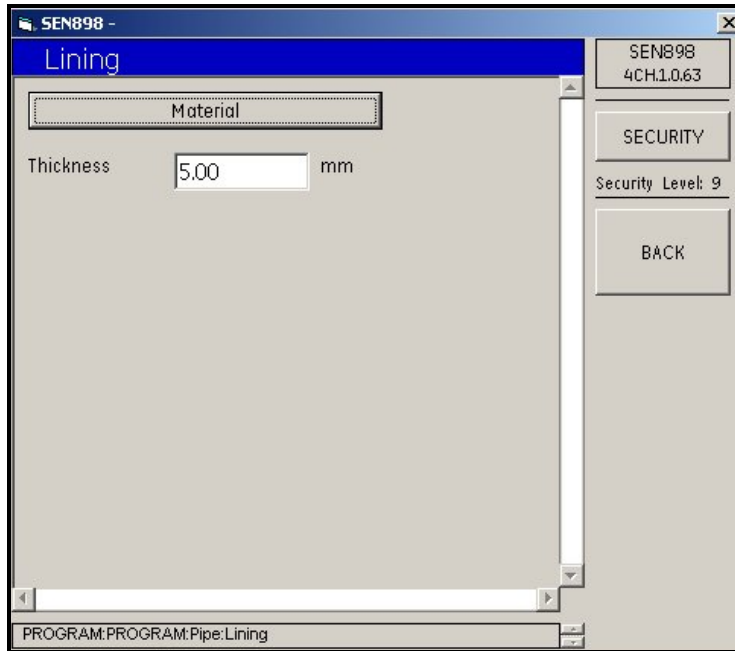 SEN898 -
Lining
Material
Thickness 5.00 mm
SEN898
4CH.1.0.63
SECURITY
Security Level: 9
BACK
PROGRAM:PROGRAM:Pipe:Lining